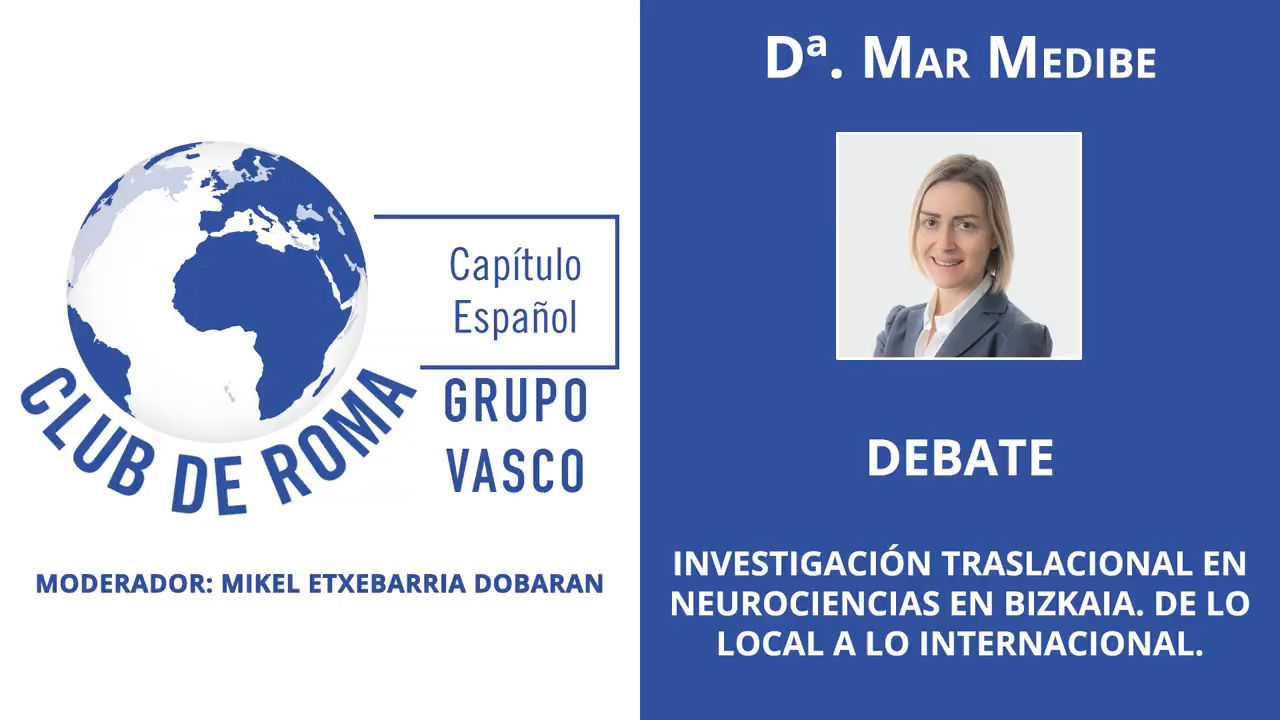 Capítulo
Español
CLUB DE ROMA
GRUPO
VASCO
MODERADOR: MIKEL ETXEBARRIA DOBARAN
Dª. MAR MEDIBE
DEBATE
INVESTIGACIÓN TRASLACIONAL EN
NEUROCIENCIAS EN BIZKAIA. DE LO
LOCAL A LO INTERNACIONAL.